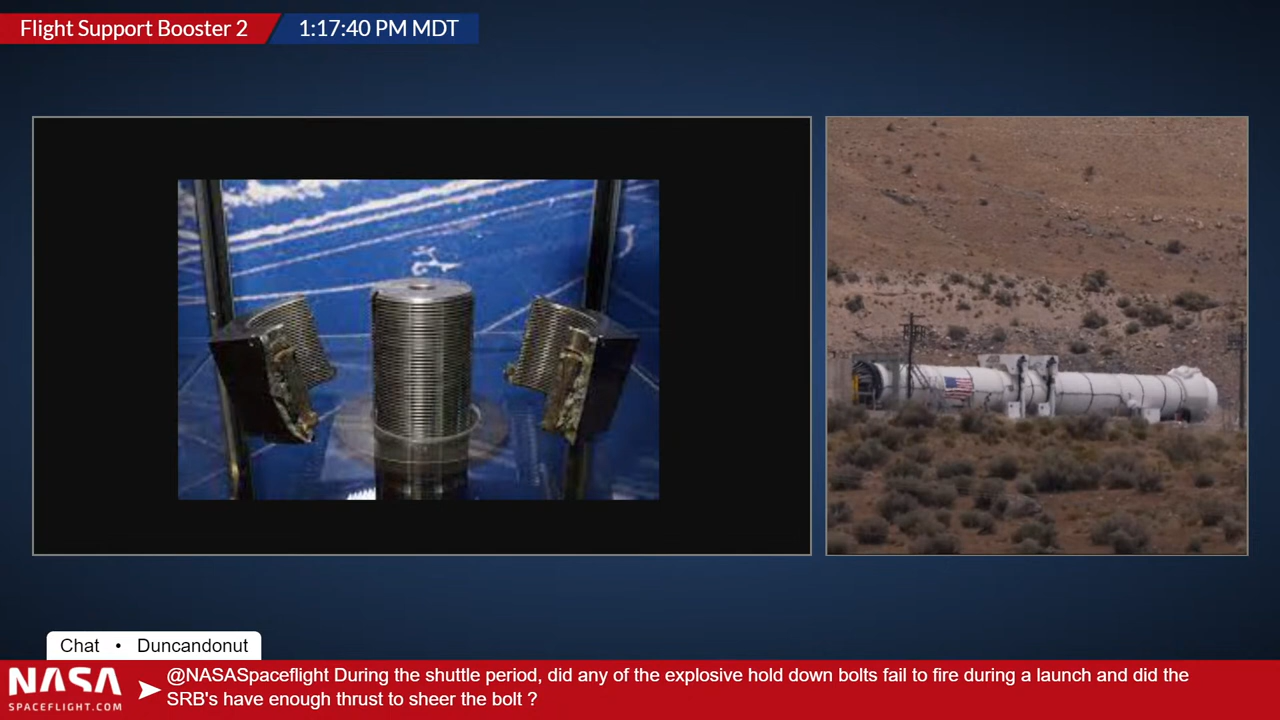 Flight Support Booster 2
1:17:40 PM MDT
Chat • Duncandonut
NASA
SPACEFLIGHT.COM
@NASASpaceflight During the shuttle period, did any of the explosive hold down bolts fail to fire during a launch and did the
SRB's have enough thrust to sheer the bolt ?